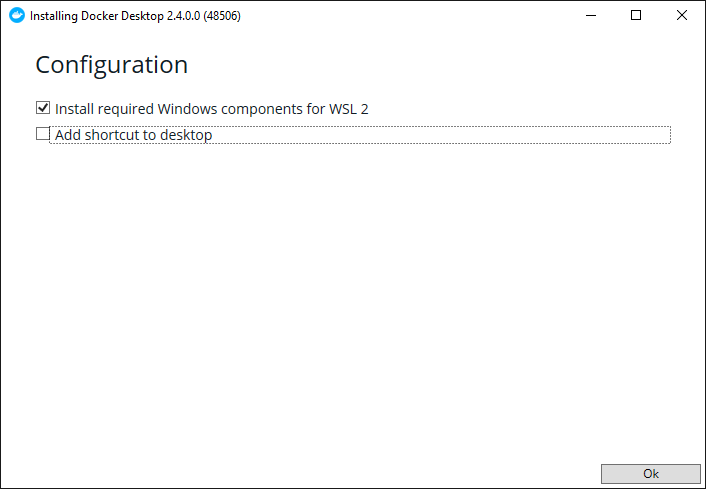 Installing Docker Desktop 2.4.0.0 (48506)
Configuration
Install required Windows components for WSL 2
Add shortcut to desktop
Ok